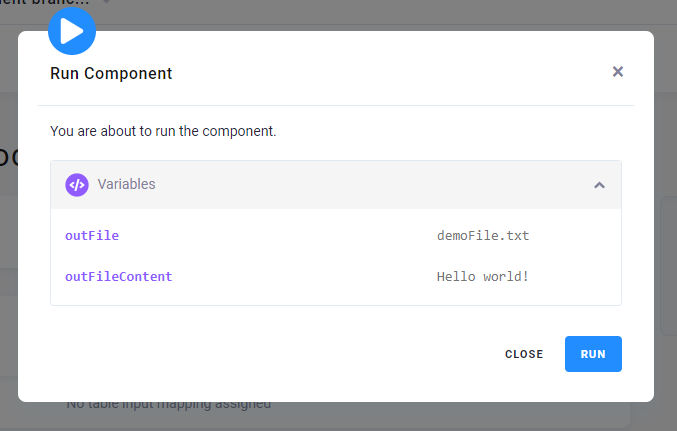 ent branc...
Run Component
You are about to run the component.
Variables
outFile demoFile.txt
outFileContent Hello world!
CLOSE RUN
No table input mapping assigned